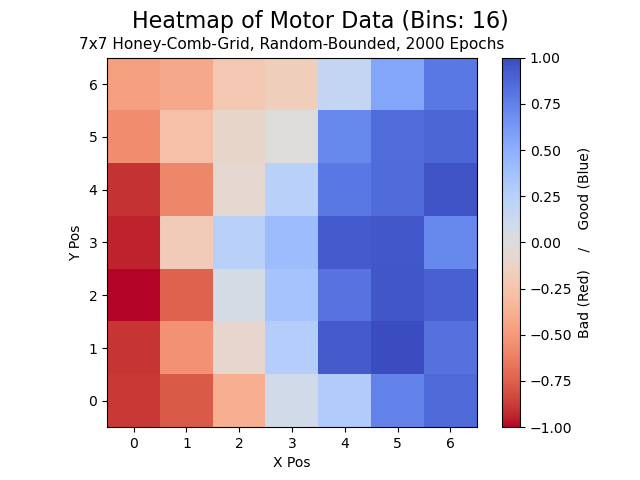 Heatmap of Motor Data (Bins: 16)
7x7 Honey-Comb-Grid, Random-Bounded, 2000 Epochs
6
5
4
3
2
1
0
Y Pos
0 1 2 3 4 5 6
X Pos
1.00
0.75
0.50
0.25
0.00
−0.25
−0.50
−0.75
−1.00
Bad (Red) / Good (Blue)